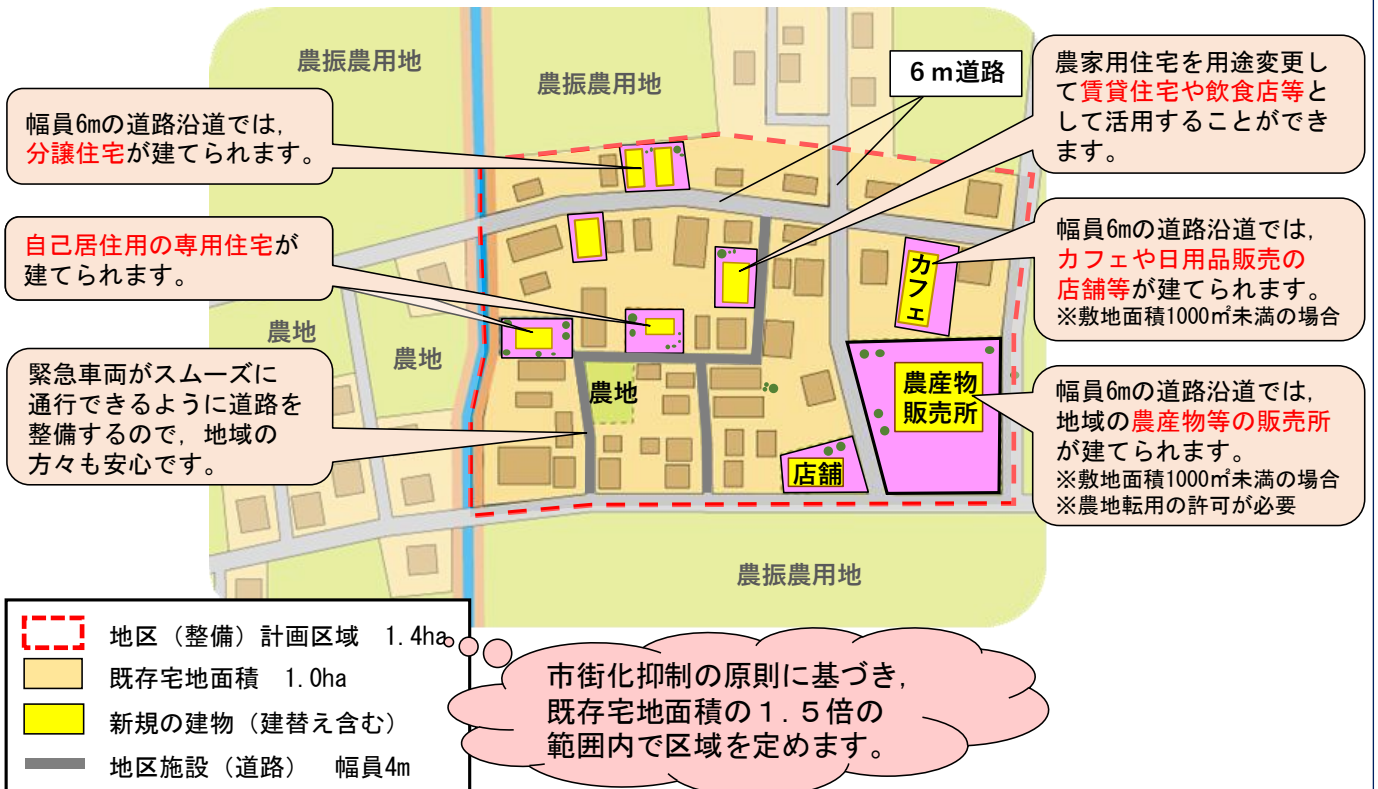 農振農用地
農振農用地
6m道路
幅員6mの道路沿道では,
分譲住宅が建てられます。
農家用住宅を用途変更し
て賃貸住宅や飲食店等と
して活用することができ
ます。
自己居住用の専用住宅が
建てられます。
幅員6mの道路沿道では,
カフェや日用品販売の
店舗等が建てられます。
※敷地面積1000㎡未満の場合
カフェ
農地
農地
緊急車両がスムーズに
通行できるように道路を
整備するので, 地域の
方々も安心です。
農地
農産物
販売所
店舗
幅員6mの道路沿道では,
地域の農産物等の販売所
が建てられます。
※敷地面積1000㎡未満の場合
※農地転用の許可が必要
農振農用地
地区(整備)計画区域 1.4ha
既存宅地面積 1.0ha
新規の建物(建替え含む)
地区施設(道路) 幅員4m
市街化抑制の原則に基づき,
既存宅地面積の1.5倍の
範囲内で区域を定めます。